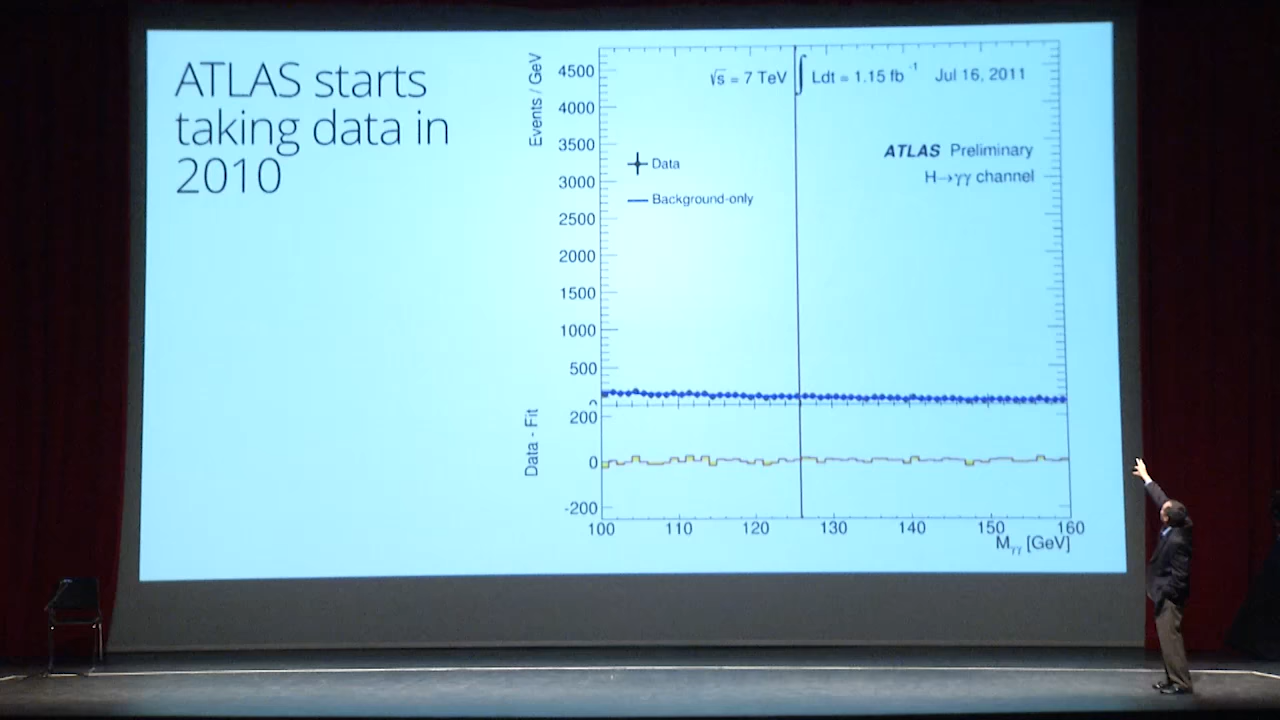 ATLAS starts
taking data in
2010
Events / GeV
4500
4000
3500
3000
2500
2000
1500
1000
500
0
√s = 7 TeV ∫ Ldt = 1.15 fb⁻¹ Jul 16, 2011
ATLAS Preliminary
H→γγ channel
Data
Background-only
Data - Fit
200
0
-200
100 110 120 130 140 150 160
Mγγ [GeV]